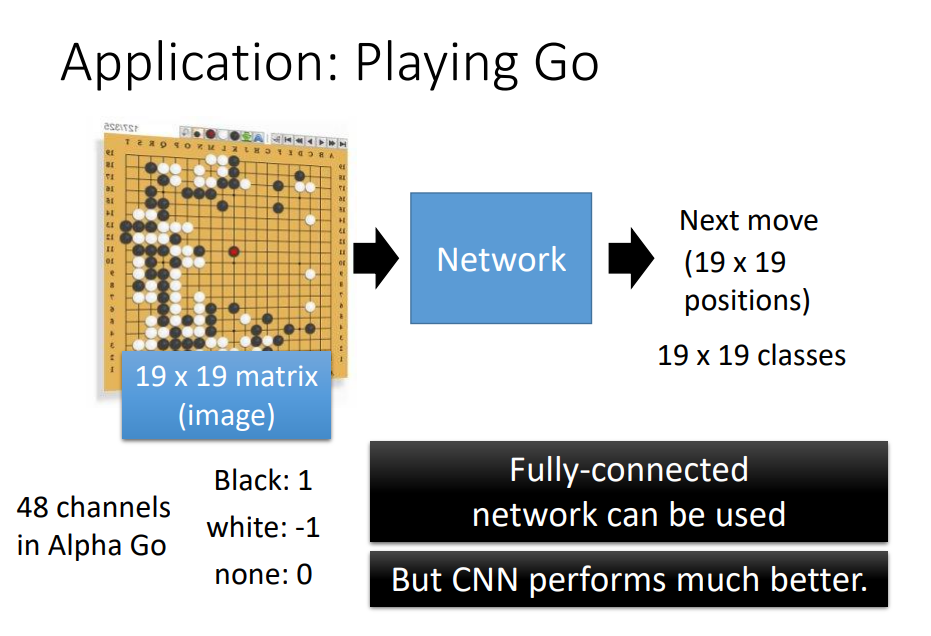 Application: Playing Go
127/325
T S R Q P O N M L K J H G F E D C B A
Network
Next move
(19 x 19
positions)
19 x 19 classes
19 x 19 matrix
(image)
48 channels
in Alpha Go
Black: 1
white: -1
none: 0
Fully-connected
network can be used
But CNN performs much better.